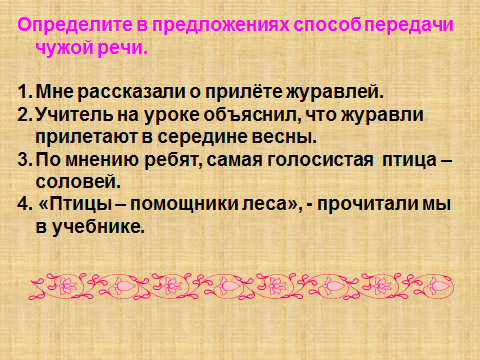 Определите в предложениях способ передачи
чужой речи.
1. Мне рассказали о прилёте журавлей.
2. Учитель на уроке объяснил, что журавли
прилетают в середине весны.
3. По мнению ребят, самая голосистая птица –
соловей.
4. «Птицы – помощники леса», - прочитали мы
в учебнике.